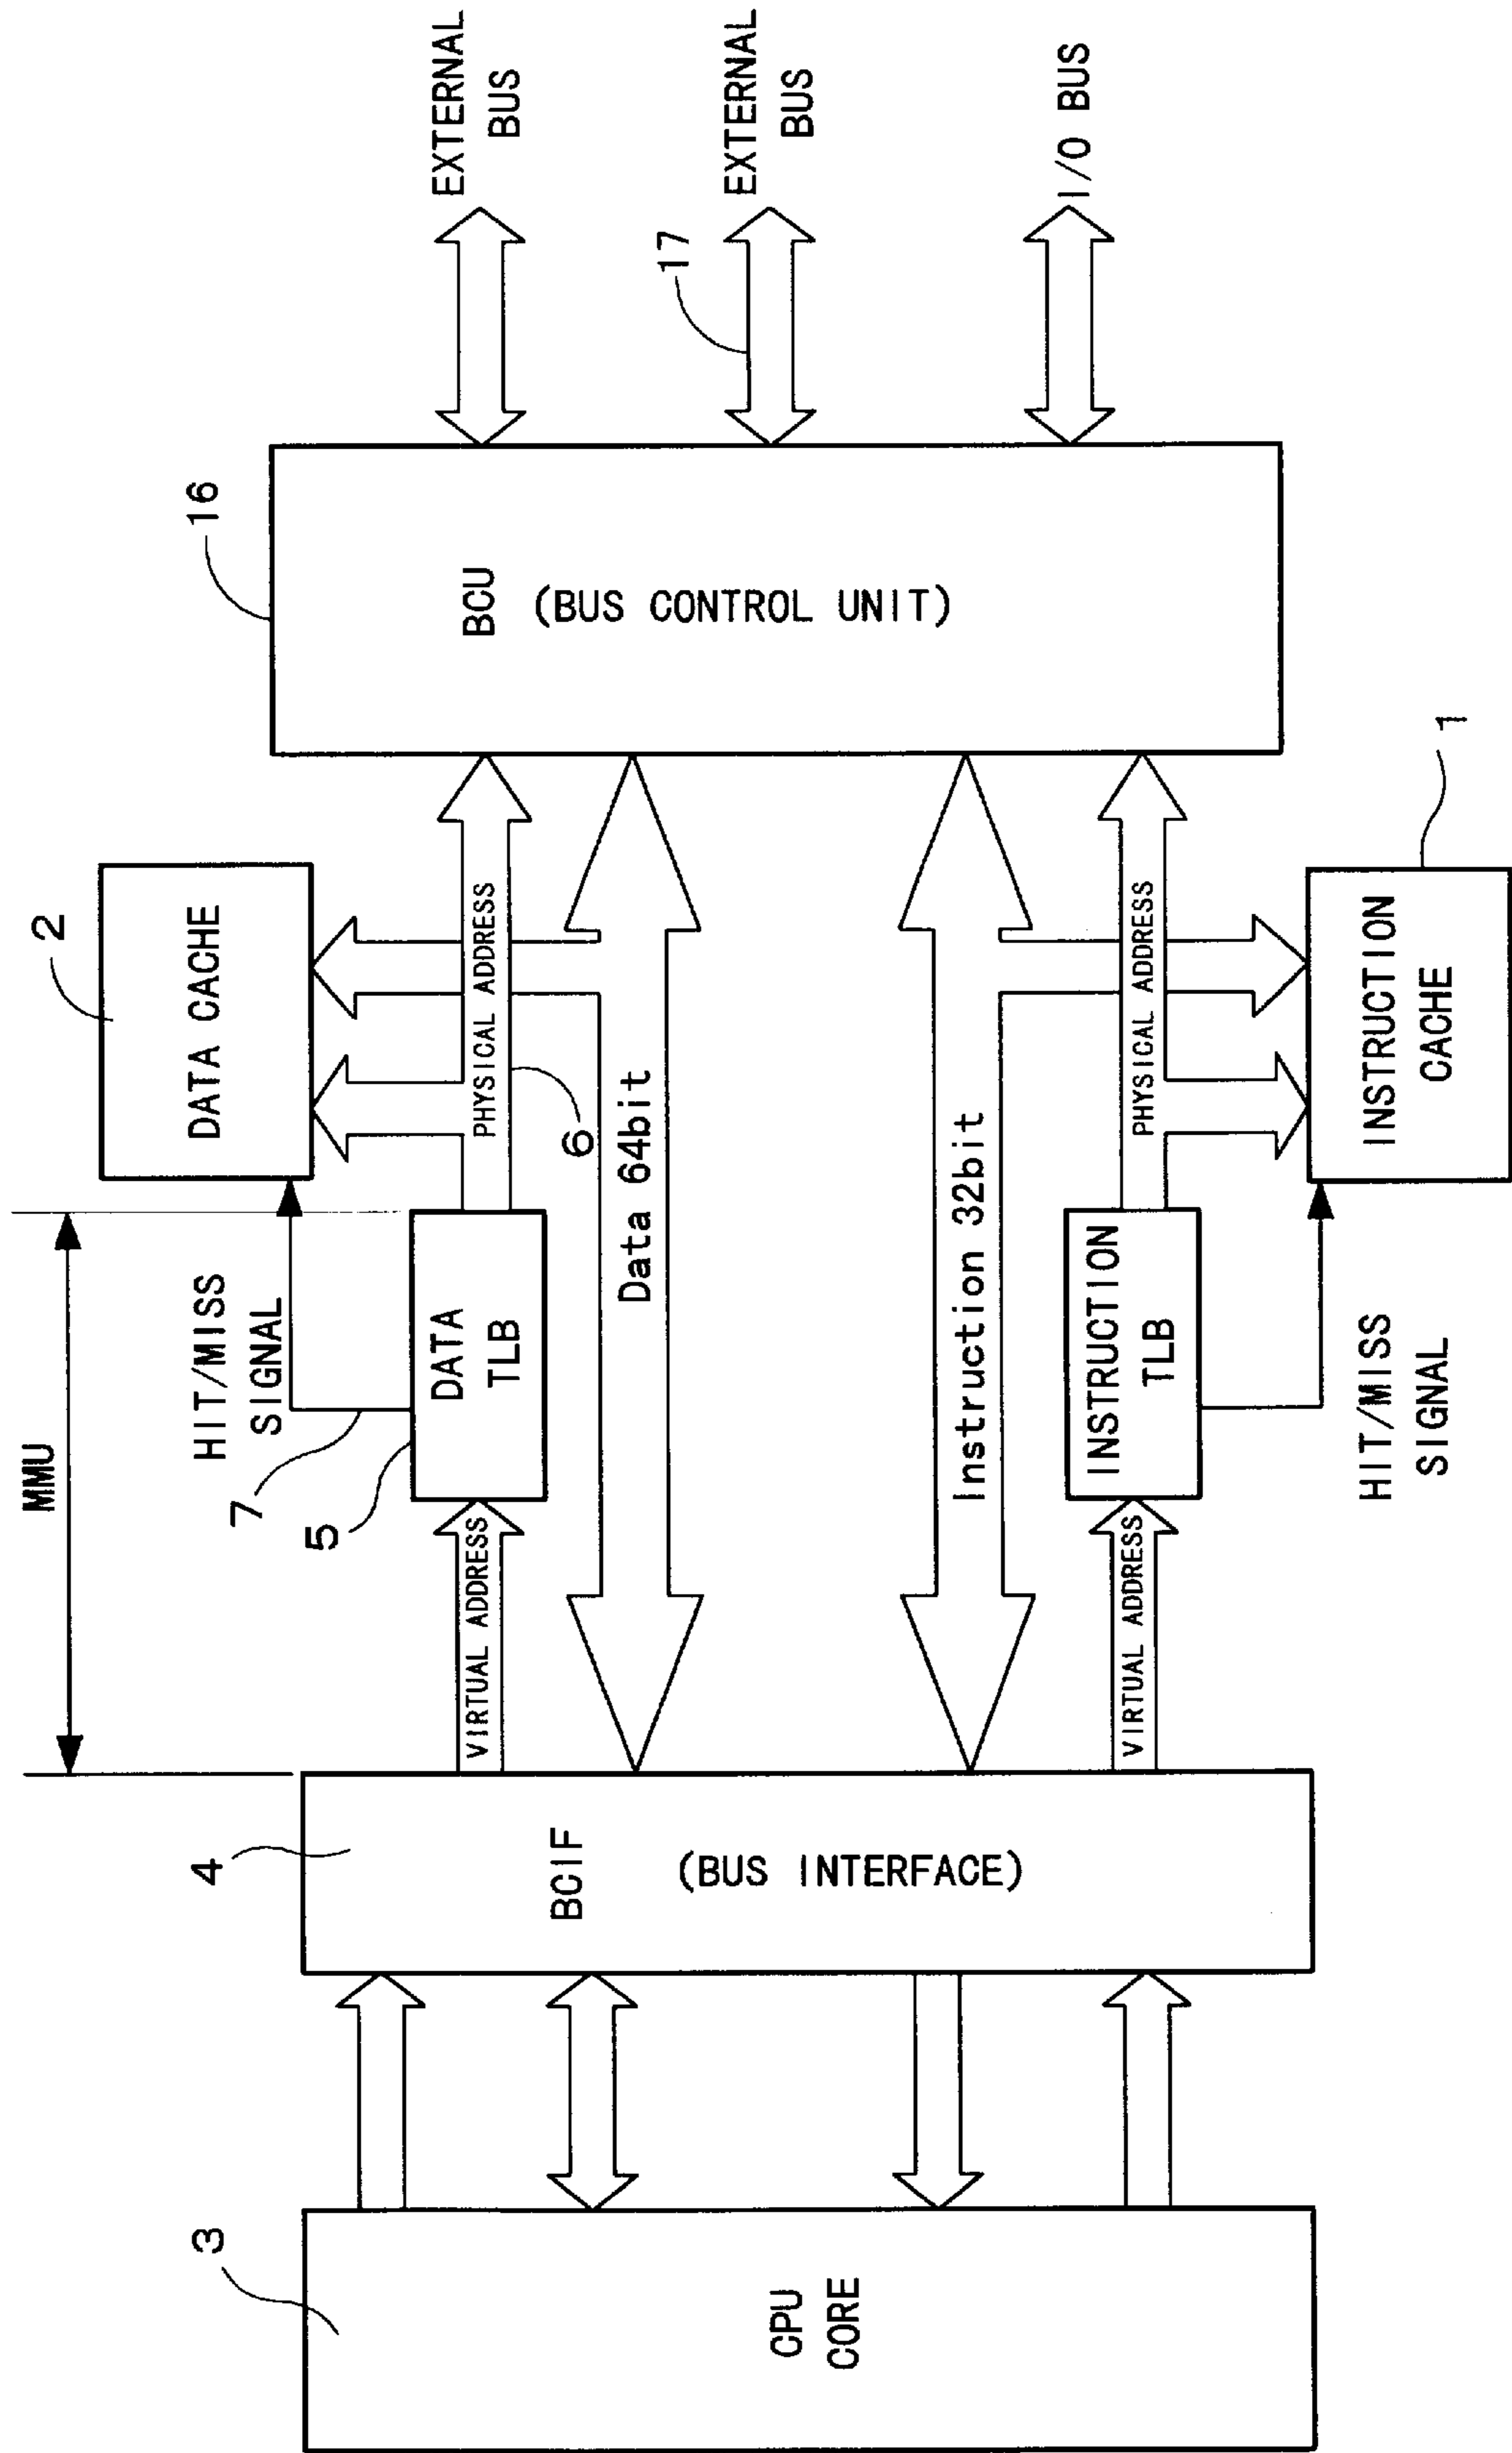 MMU
2
DATA CACHE
HIT/MISS
SIGNAL
7
5
DATA
TLB
VIRTUAL ADDRESS
PHYSICAL ADDRESS
6
Data 64bit
3
CPU
CORE
4
BCIF
(BUS INTERFACE)
16
BCU
(BUS CONTROL UNIT)
EXTERNAL
BUS
17
EXTERNAL
BUS
I/O BUS
Instruction 32bit
VIRTUAL ADDRESS
INSTRUCTION
TLB
PHYSICAL ADDRESS
HIT/MISS
SIGNAL
INSTRUCTION
CACHE
1